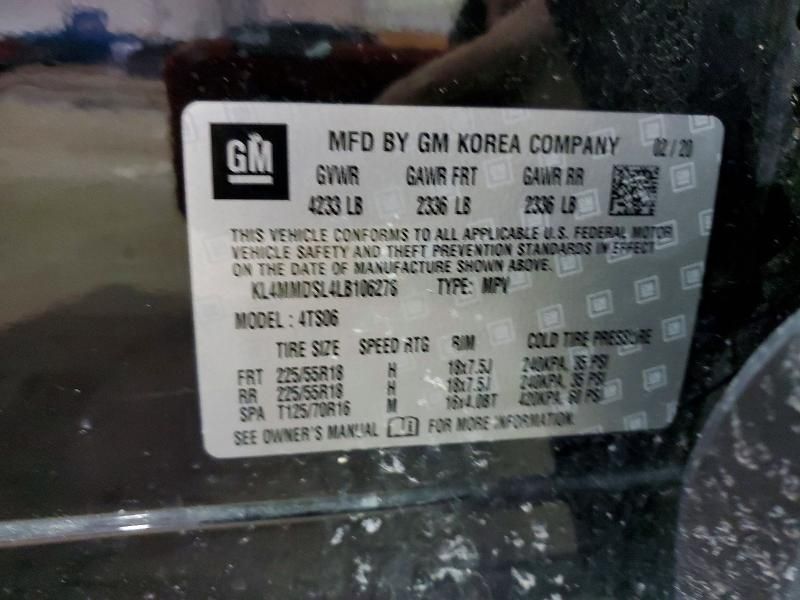 GM
MFD BY GM KOREA COMPANY 02 / 20
GVWR GAWR FRT GAWR RR
4233 LB 2336 LB 2336 LB
THIS VEHICLE CONFORMS TO ALL APPLICABLE U.S. FEDERAL MOTOR
VEHICLE SAFETY AND THEFT PREVENTION STANDARDS IN EFFECT
ON THE DATE OF MANUFACTURE SHOWN ABOVE.
KL4MMDSL4LB106278 TYPE: MPV
MODEL : 4TS06
TIRE SIZE SPEED RTG RIM COLD TIRE PRESSURE
FRT 225/55R18 H 18x7.5J 240KPA, 35 PSI
RR 225/55R18 H 18x7.5J 240KPA, 35 PSI
SPA T125/70R16 M 16x4.0BT 420KPA, 60 PSI
SEE OWNER'S MANUAL FOR MORE INFORMATION.